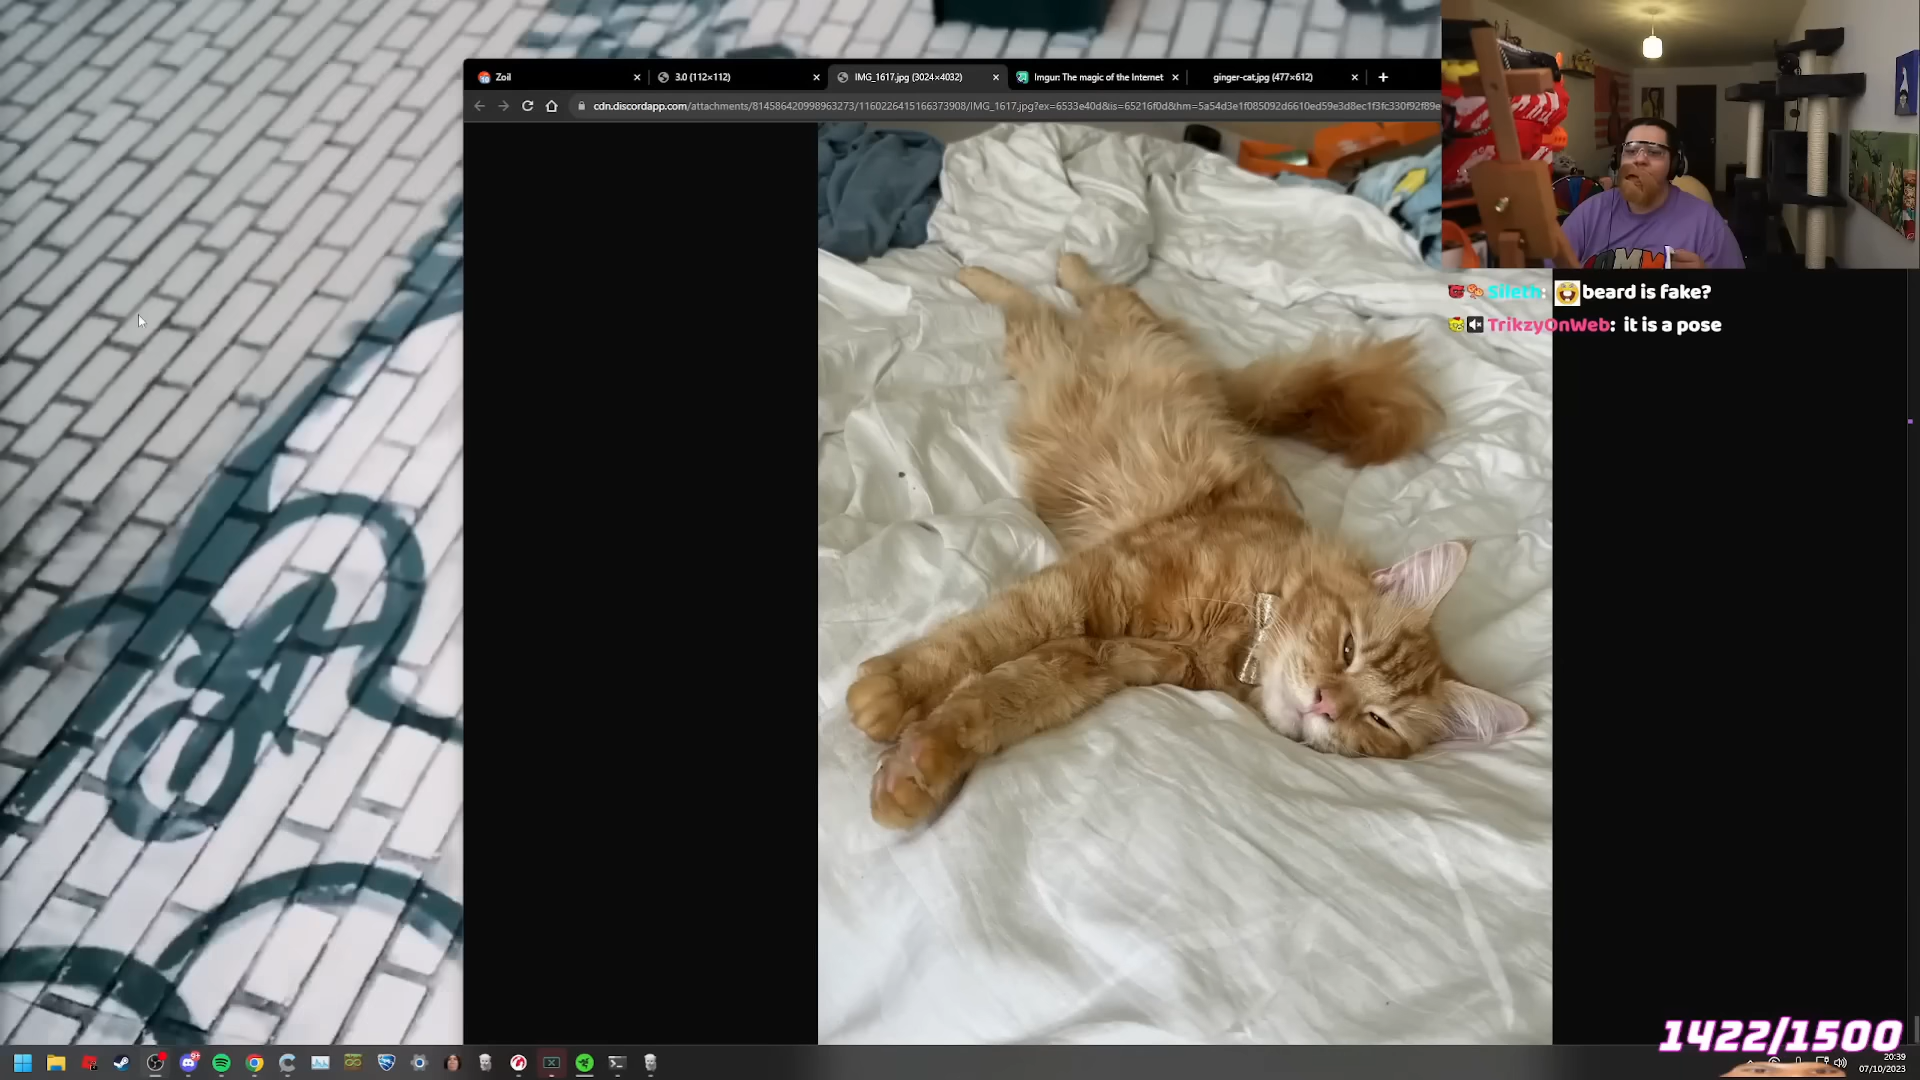 Zoil
3.0 (112×112)
IMG_1617.jpg (3024×4032)
Imgur: The magic of the Internet
ginger-cat.jpg (477×612)
cdn.discordapp.com/attachments/814586420998963273/1160226415166373908/IMG_1617.jpg?ex=6533e40d&is=65216f0d&hm=5a54d3e1f085092d6610ed59e3d8ec1f3fc330f92f89e
Sileth: beard is fake?
TrikzyOnWeb: it is a pose
1422/1500
20:39
07/10/2023